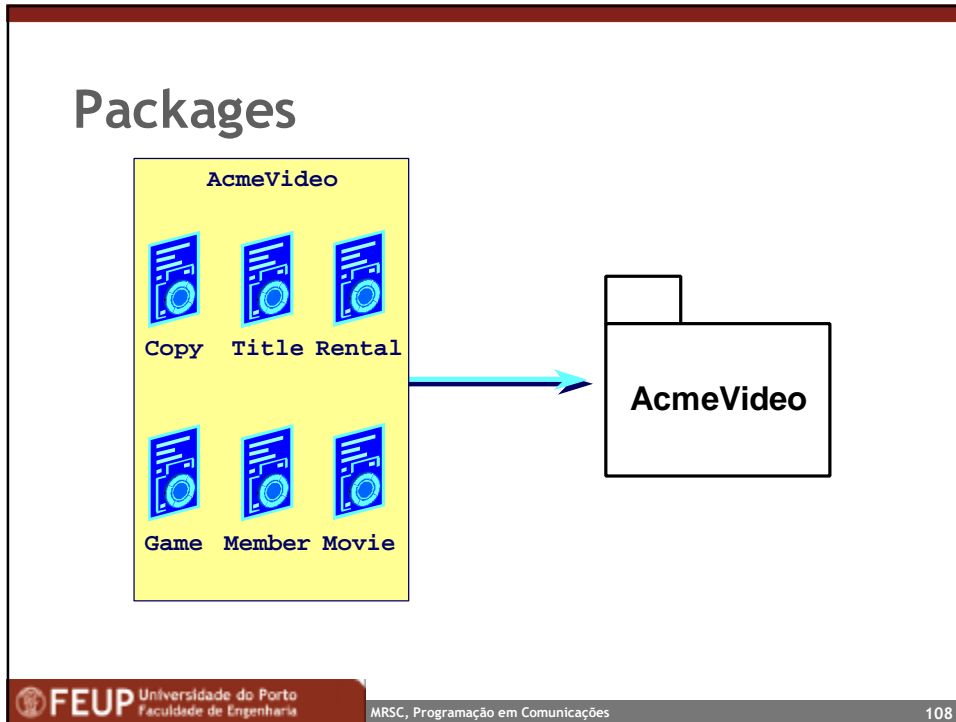 Packages
AcmeVideo
Copy Title Rental
Game Member Movie
AcmeVideo
FEUP Universidade do Porto
Faculdade de Engenharia
MRSC, Programação em Comunicações 108